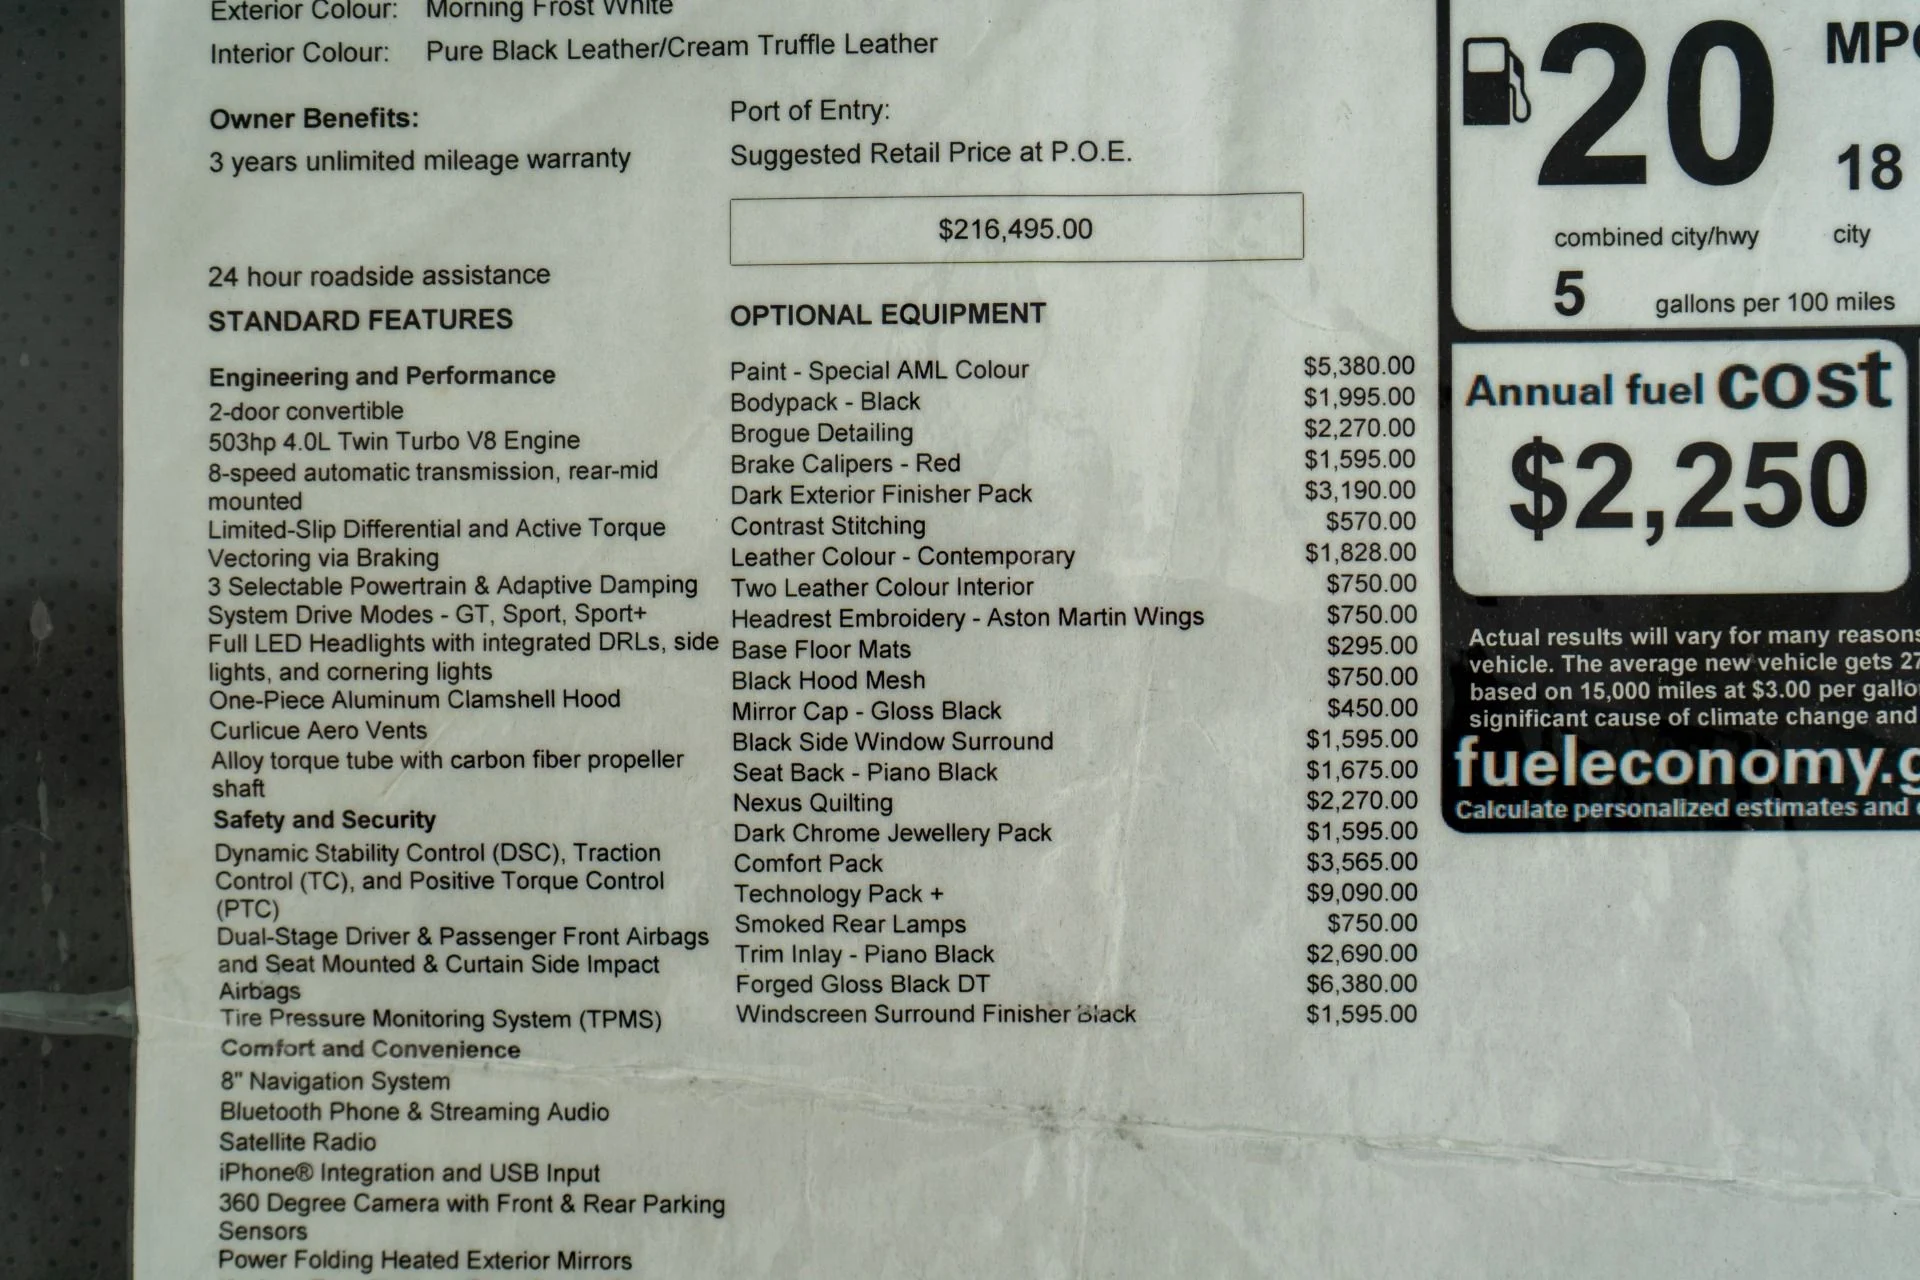 Exterior Colour: Morning Frost White
Interior Colour: Pure Black Leather/Cream Truffle Leather
Owner Benefits:
3 years unlimited mileage warranty
24 hour roadside assistance
Port of Entry:
Suggested Retail Price at P.O.E.
$216,495.00
STANDARD FEATURES
Engineering and Performance
2-door convertible
503hp 4.0L Twin Turbo V8 Engine
8-speed automatic transmission, rear-mid
mounted
Limited-Slip Differential and Active Torque
Vectoring via Braking
3 Selectable Powertrain & Adaptive Damping
System Drive Modes - GT, Sport, Sport+
Full LED Headlights with integrated DRLs, side
lights, and cornering lights
One-Piece Aluminum Clamshell Hood
Curlicue Aero Vents
Alloy torque tube with carbon fiber propeller
shaft
Safety and Security
Dynamic Stability Control (DSC), Traction
Control (TC), and Positive Torque Control
(PTC)
Dual-Stage Driver & Passenger Front Airbags
and Seat Mounted & Curtain Side Impact
Airbags
Tire Pressure Monitoring System (TPMS)
Comfort and Convenience
8" Navigation System
Bluetooth Phone & Streaming Audio
Satellite Radio
iPhone® Integration and USB Input
360 Degree Camera with Front & Rear Parking
Sensors
Power Folding Heated Exterior Mirrors
OPTIONAL EQUIPMENT
Paint - Special AML Colour $5,380.00
Bodypack - Black $1,995.00
Brogue Detailing $2,270.00
Brake Calipers - Red $1,595.00
Dark Exterior Finisher Pack $3,190.00
Contrast Stitching $570.00
Leather Colour - Contemporary $1,828.00
Two Leather Colour Interior $750.00
Headrest Embroidery - Aston Martin Wings $750.00
Base Floor Mats $295.00
Black Hood Mesh $750.00
Mirror Cap - Gloss Black $450.00
Black Side Window Surround $1,595.00
Seat Back - Piano Black $1,675.00
Nexus Quilting $2,270.00
Dark Chrome Jewellery Pack $1,595.00
Comfort Pack $3,565.00
Technology Pack + $9,090.00
Smoked Rear Lamps $750.00
Trim Inlay - Piano Black $2,690.00
Forged Gloss Black DT $6,380.00
Windscreen Surround Finisher Black $1,595.00
20 MPG
18
combined city/hwy city
5 gallons per 100 miles
Annual fuel cost
$2,250
Actual results will vary for many reasons
vehicle. The average new vehicle gets 27
based on 15,000 miles at $3.00 per gallo
significant cause of climate change and
fueleconomy.g
Calculate personalized estimates and